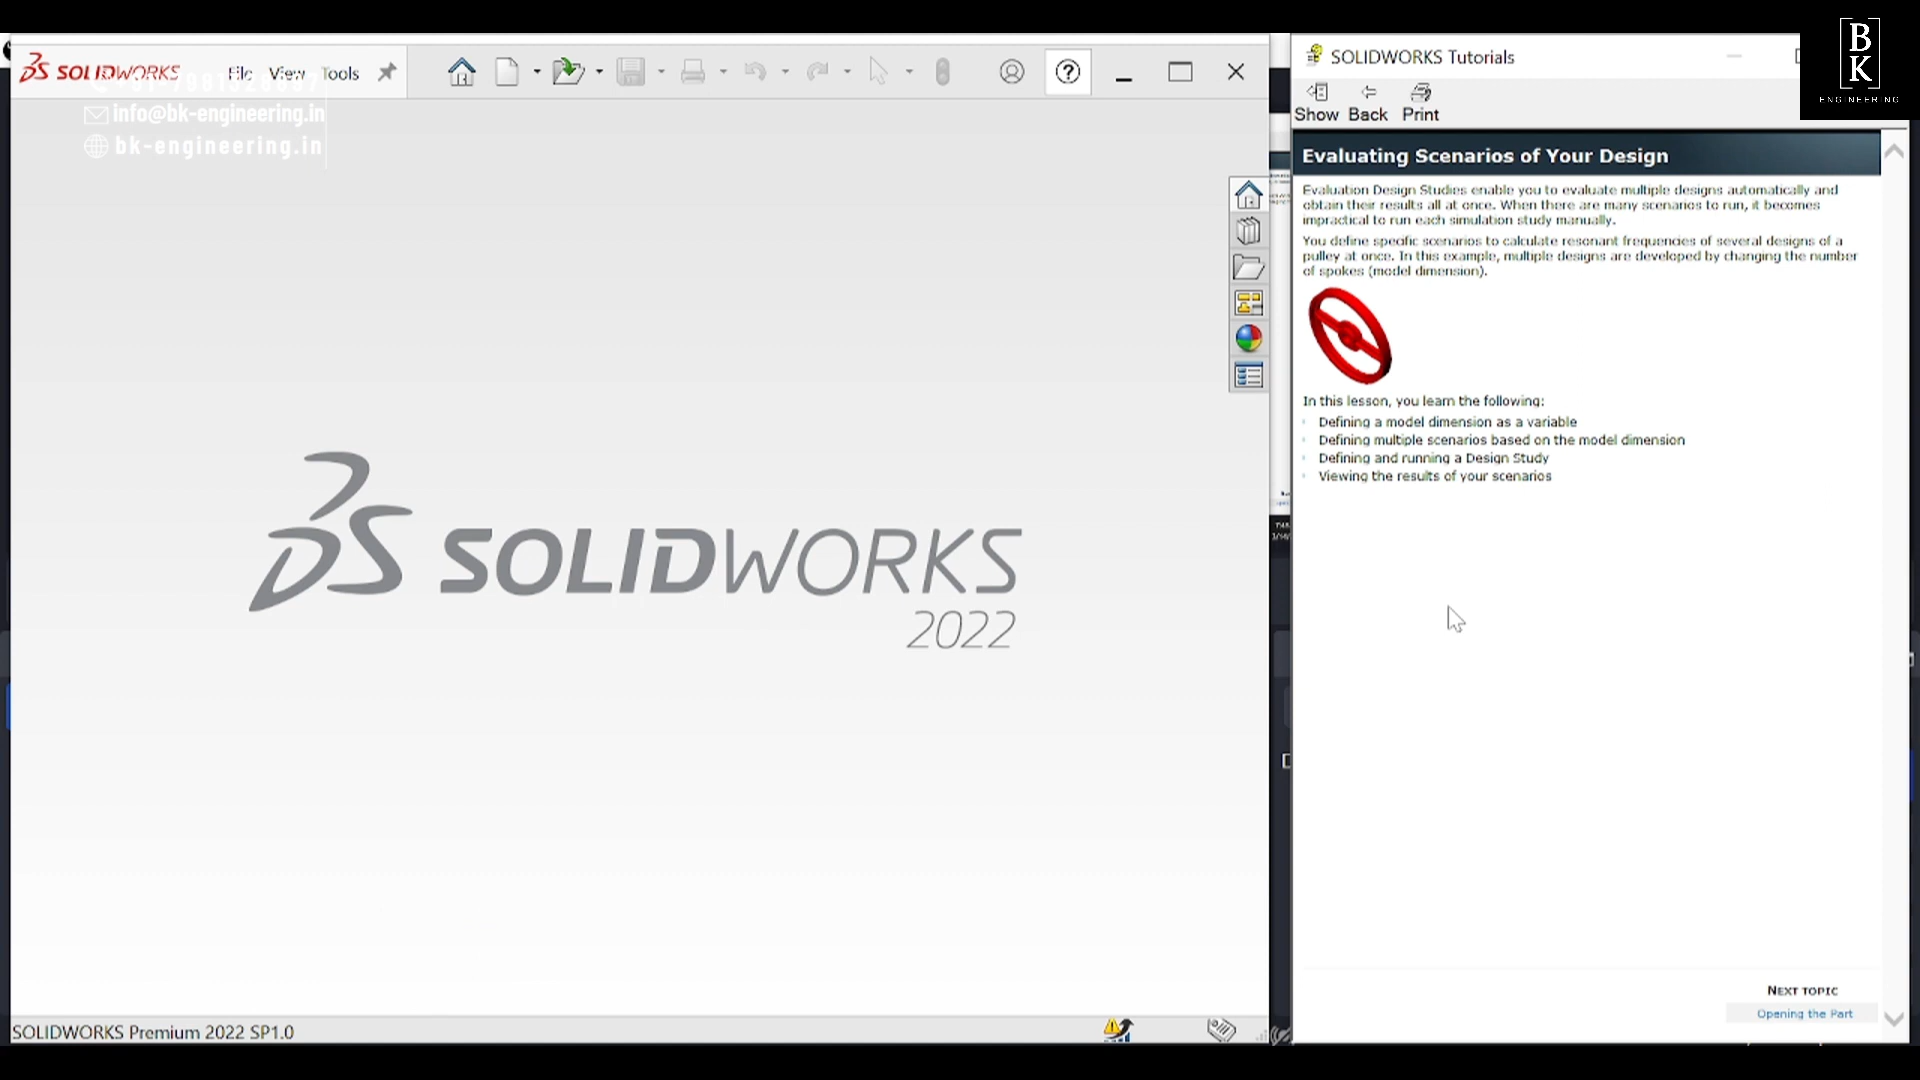 SOLIDWORKS File View Tools
info@bk-engineering.in
bk-engineering.in
SOLIDWORKS
2022
SOLIDWORKS Premium 2022 SP1.0
SOLIDWORKS Tutorials
Show Back Print
Evaluating Scenarios of Your Design
Evaluation Design Studies enable you to evaluate multiple designs automatically and
obtain their results all at once. When there are many scenarios to run, it becomes
impractical to run each simulation study manually.
You define specific scenarios to calculate resonant frequencies of several designs of a
pulley at once. In this example, multiple designs are developed by changing the number
of spokes (model dimension).
In this lesson, you learn the following:
Defining a model dimension as a variable
Defining multiple scenarios based on the model dimension
Defining and running a Design Study
Viewing the results of your scenarios
NEXT TOPIC
Opening the Part
B
K
ENGINEERING